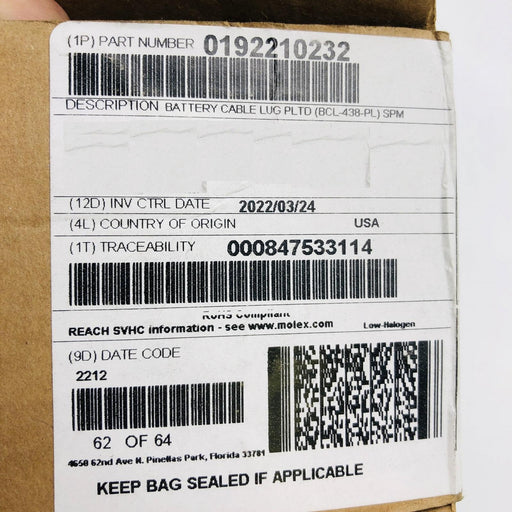 (1P) PART NUMBER 0192210232
DESCRIPTION BATTERY CABLE LUG PLTD (BCL-438-PL) SPM
(12D) INV CTRL DATE 2022/03/24
(4L) COUNTRY OF ORIGIN USA
(1T) TRACEABILITY 000847533114
RoHS Compliant
REACH SVHC information - see www.molex.com Low-Halogen
(9D) DATE CODE
2212
62 OF 64
4650 62nd Ave N. Pinellas Park, Florida 33781
KEEP BAG SEALED IF APPLICABLE